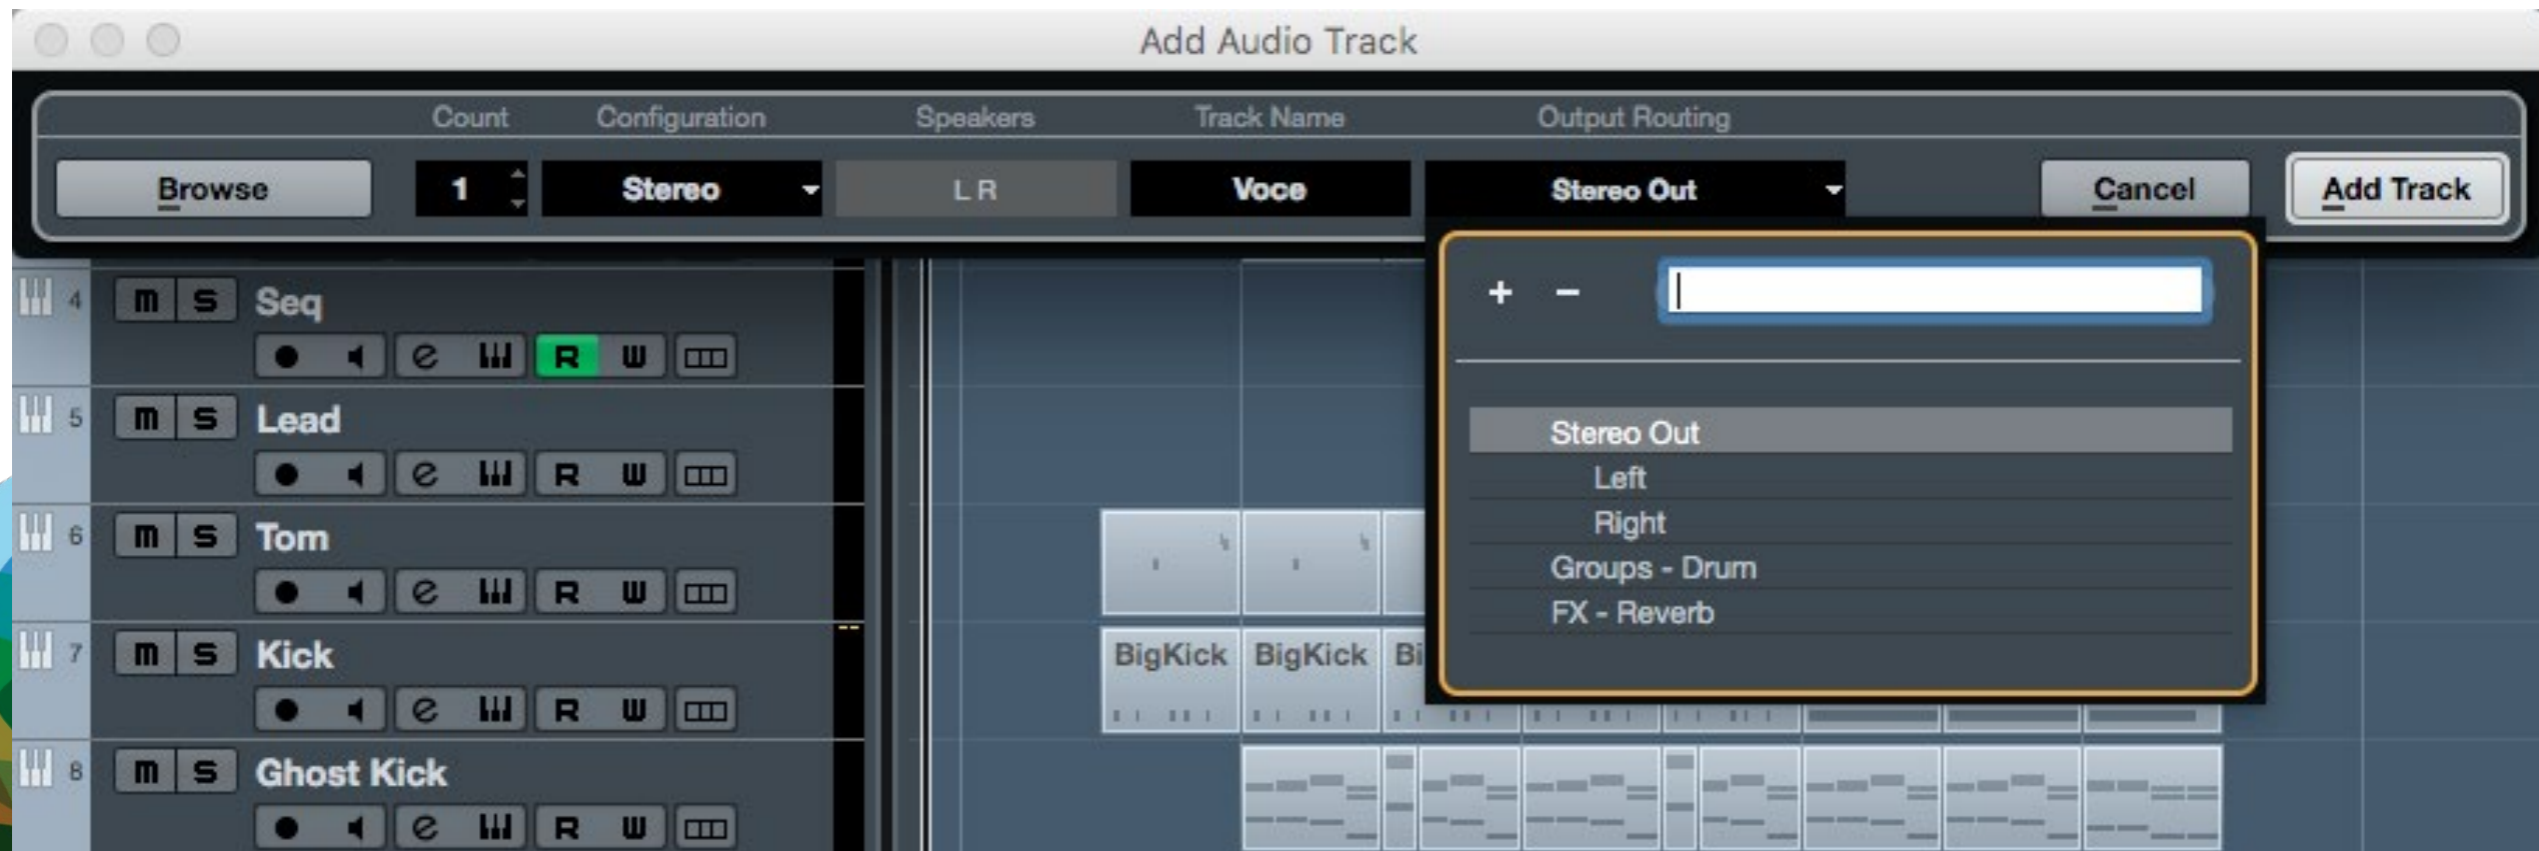 Add Audio Track
Count Configuration Speakers Track Name Output Routing
Browse 1 Stereo L R Voce Stereo Out Cancel Add Track
4 m S Seq
e R W
5 m S Lead
e R W
6 m S Tom
e R W
7 m S Kick
e R W
8 m S Ghost Kick
e R W
+ −
Stereo Out
Left
Right
Groups - Drum
FX - Reverb
BigKick BigKick Bi